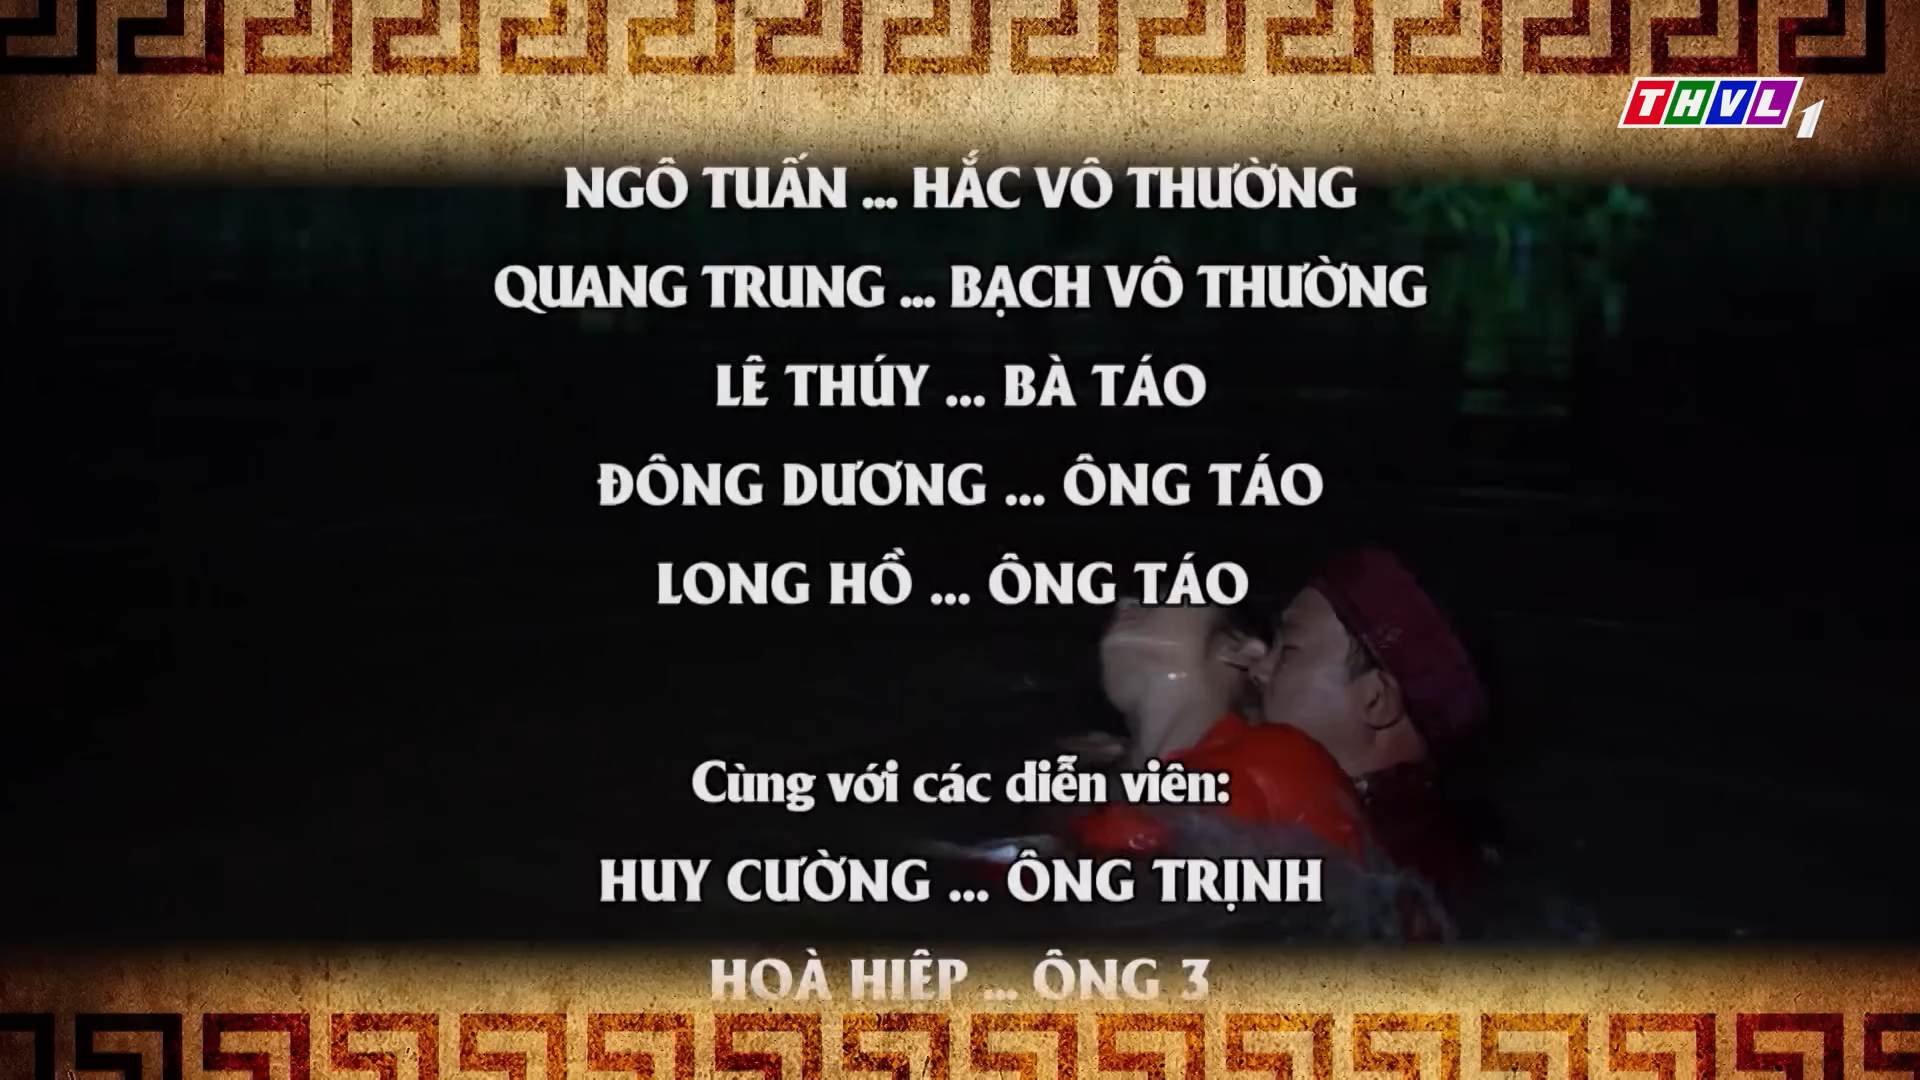 THVL1
NGÔ TUẤN ... HẮC VÔ THƯỜNG
QUANG TRUNG ... BẠCH VÔ THƯỜNG
LÊ THÚY ... BÀ TÁO
ĐÔNG DƯƠNG ... ÔNG TÁO
LONG HỒ ... ÔNG TÁO
Cùng với các diễn viên:
HUY CƯỜNG ... ÔNG TRỊNH
HOÀ HIỆP ... ÔNG 3